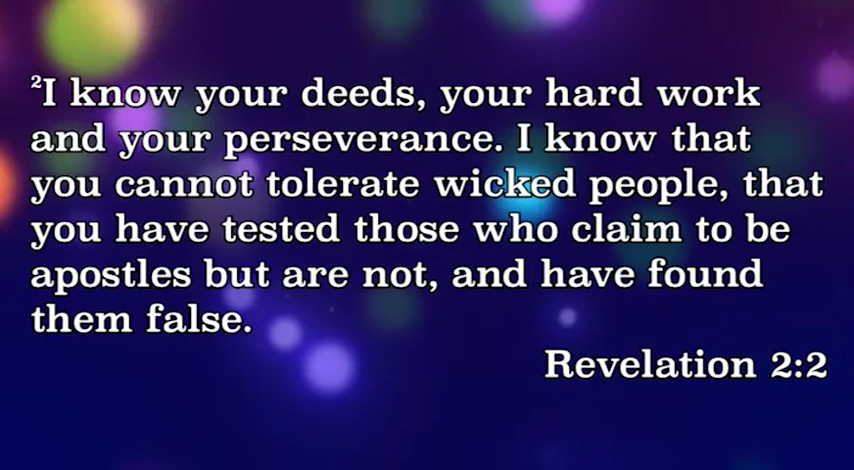 ²I know your deeds, your hard work
and your perseverance. I know that
you cannot tolerate wicked people, that
you have tested those who claim to be
apostles but are not, and have found
them false.
Revelation 2:2